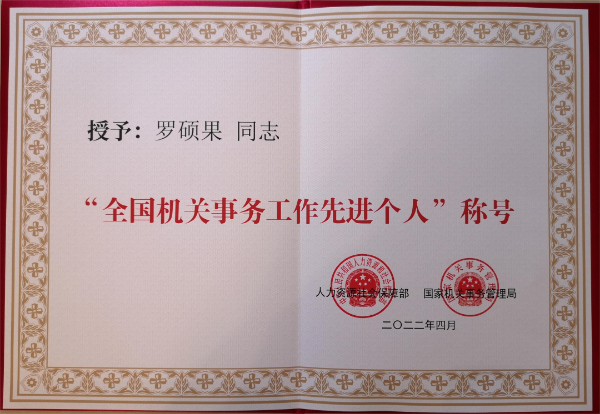 授予：罗硕果 同志
“全国机关事务工作先进个人”称号
人力资源社会保障部 国家机关事务管理局
二〇二二年四月